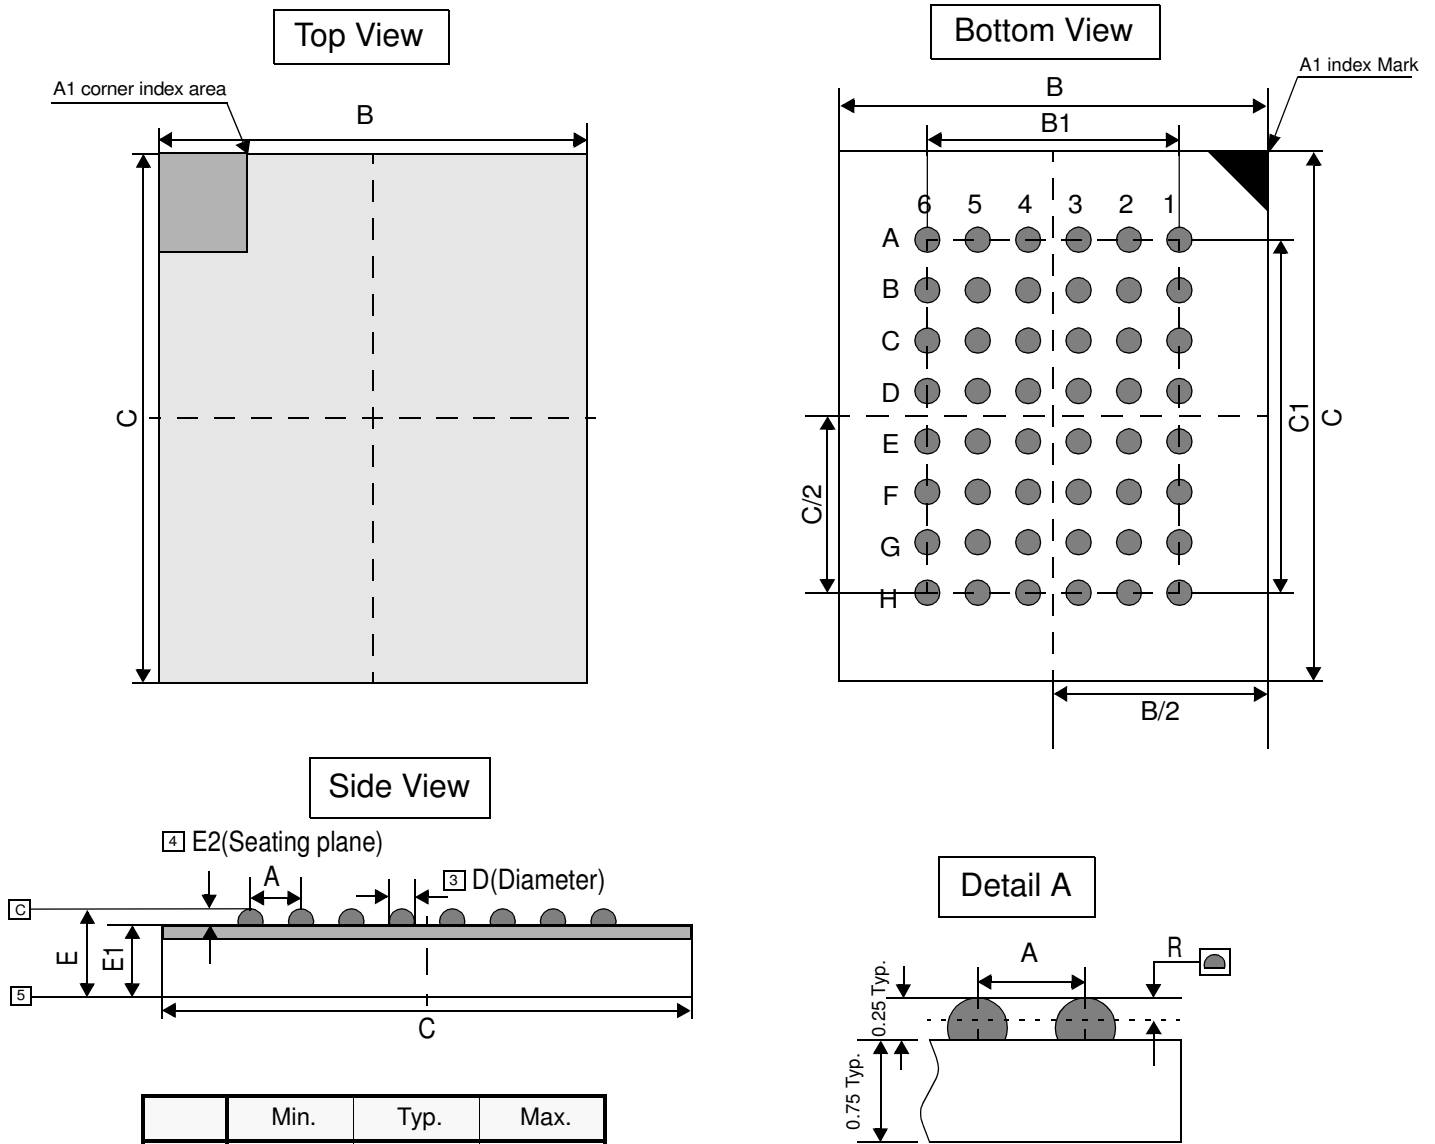 Top View
Bottom View
A1 corner index area
A1 index Mark
B
B
B1
6 5 4 3 2 1
A
B
C
D
E
F
G
H
C
C/2
C1
C
B/2
Side View
4 E2(Seating plane)
A
3 D(Diameter)
C
E
E1
5
C
Detail A
A
R
0.25 Typ.
0.75 Typ.
Min. Typ. Max.